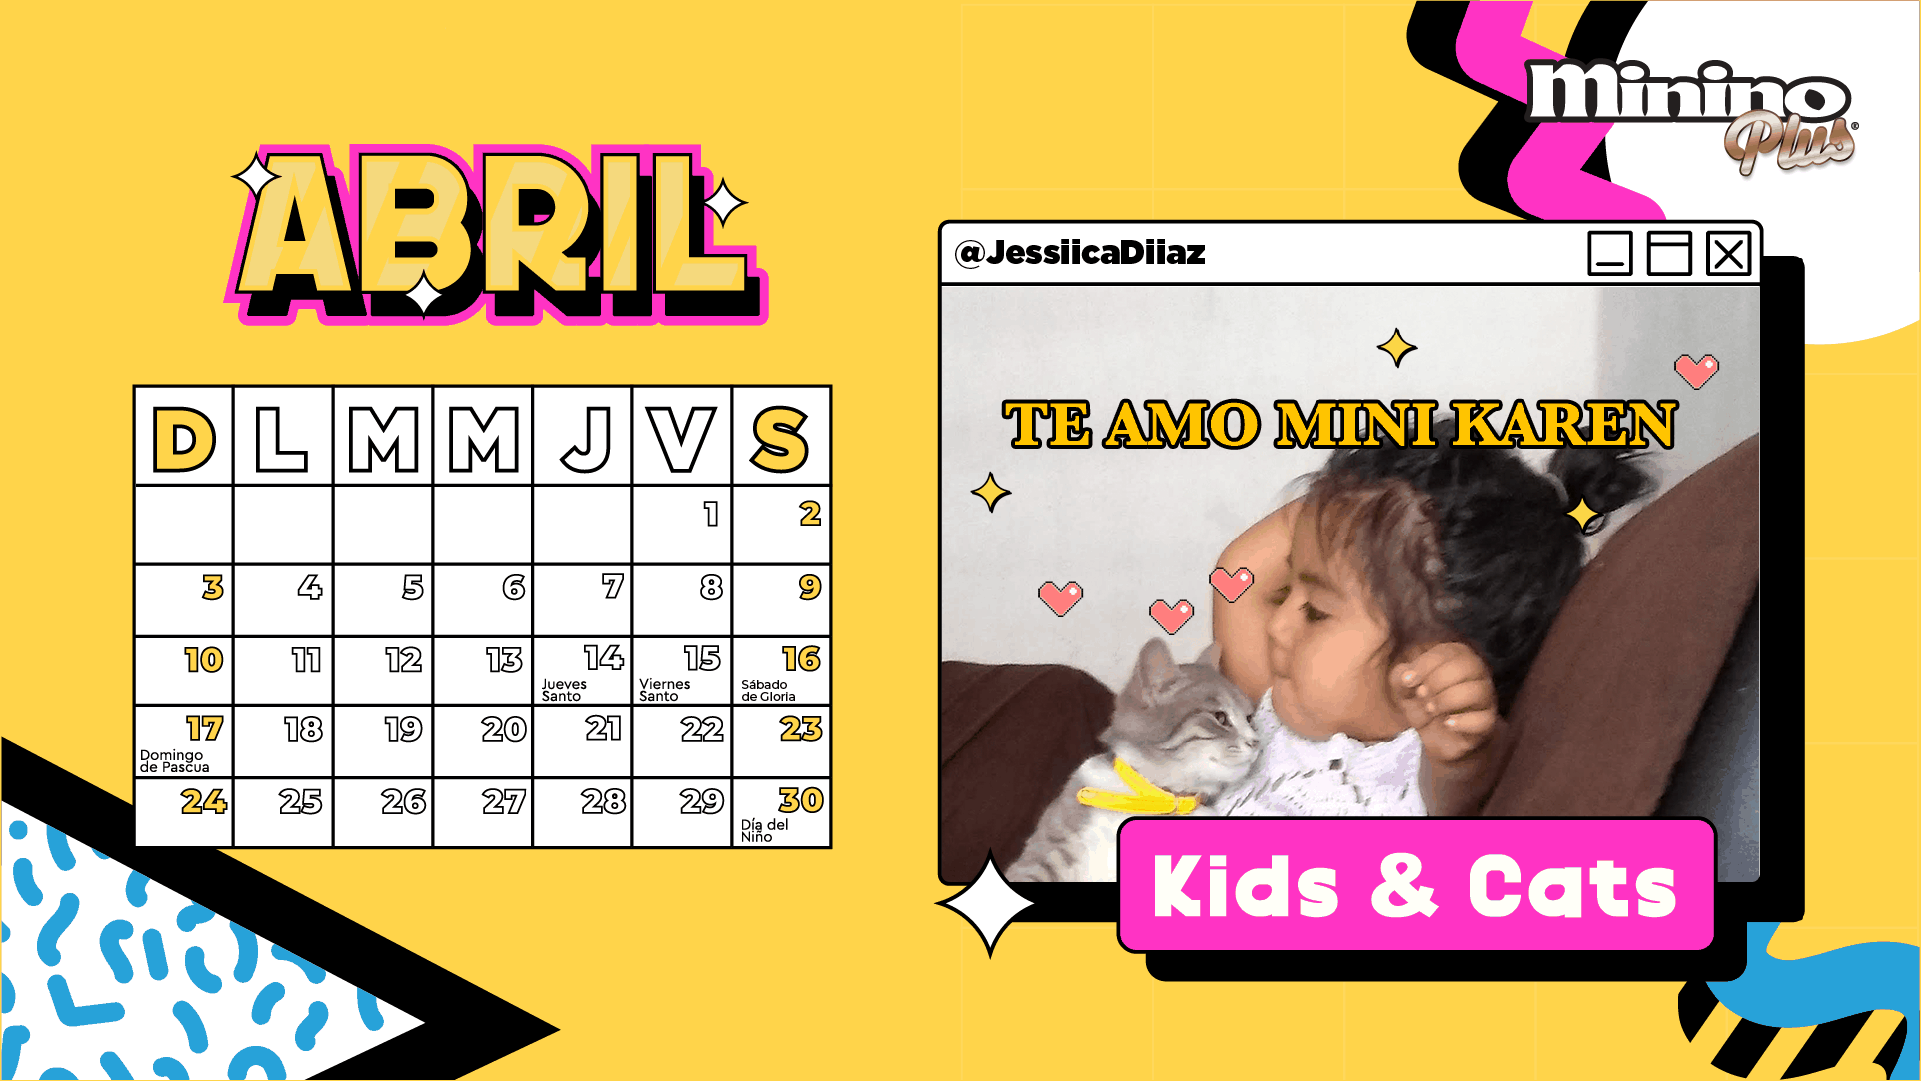 minino
Plus®
ABRIL
@JessiicaDiiaz
TE AMO MINI KAREN
D L M M J V S
1 2
3 4 5 6 7 8 9
10 11 12 13 14 15 16
Jueves Santo
Viernes Santo
Sábado de Gloria
17 18 19 20 21 22 23
Domingo de Pascua
24 25 26 27 28 29 30
Día del Niño
Kids & Cats